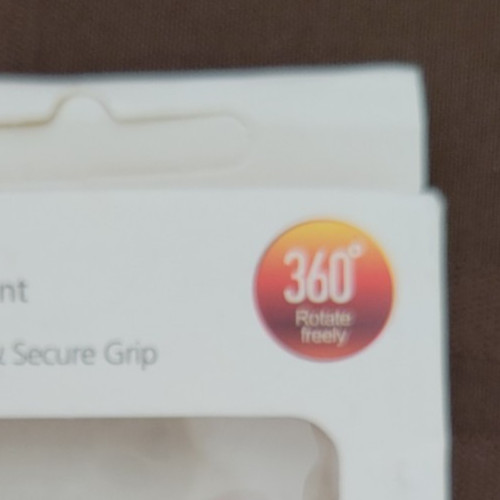 nt
& Secure Grip
360°
Rotate
freely